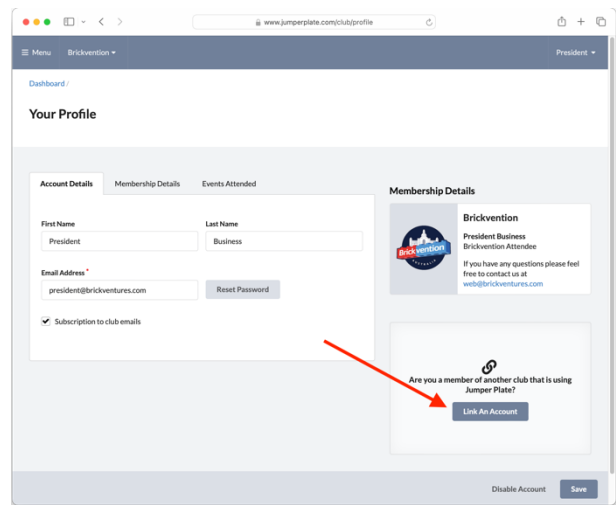 www.jumperplate.com/club/profile
Menu Brickvention President
Dashboard /
Your Profile
Account Details Membership Details Events Attended
First Name Last Name
President Business
Email Address *
president@brickventures.com Reset Password
Subscription to club emails
Membership Details
Brickvention
AUSTRALIA
Brickvention
President Business
Brickvention Attendee
If you have any questions please feel
free to contact us at
web@brickventures.com
Are you a member of another club that is using
Jumper Plate?
Link An Account
Disable Account Save